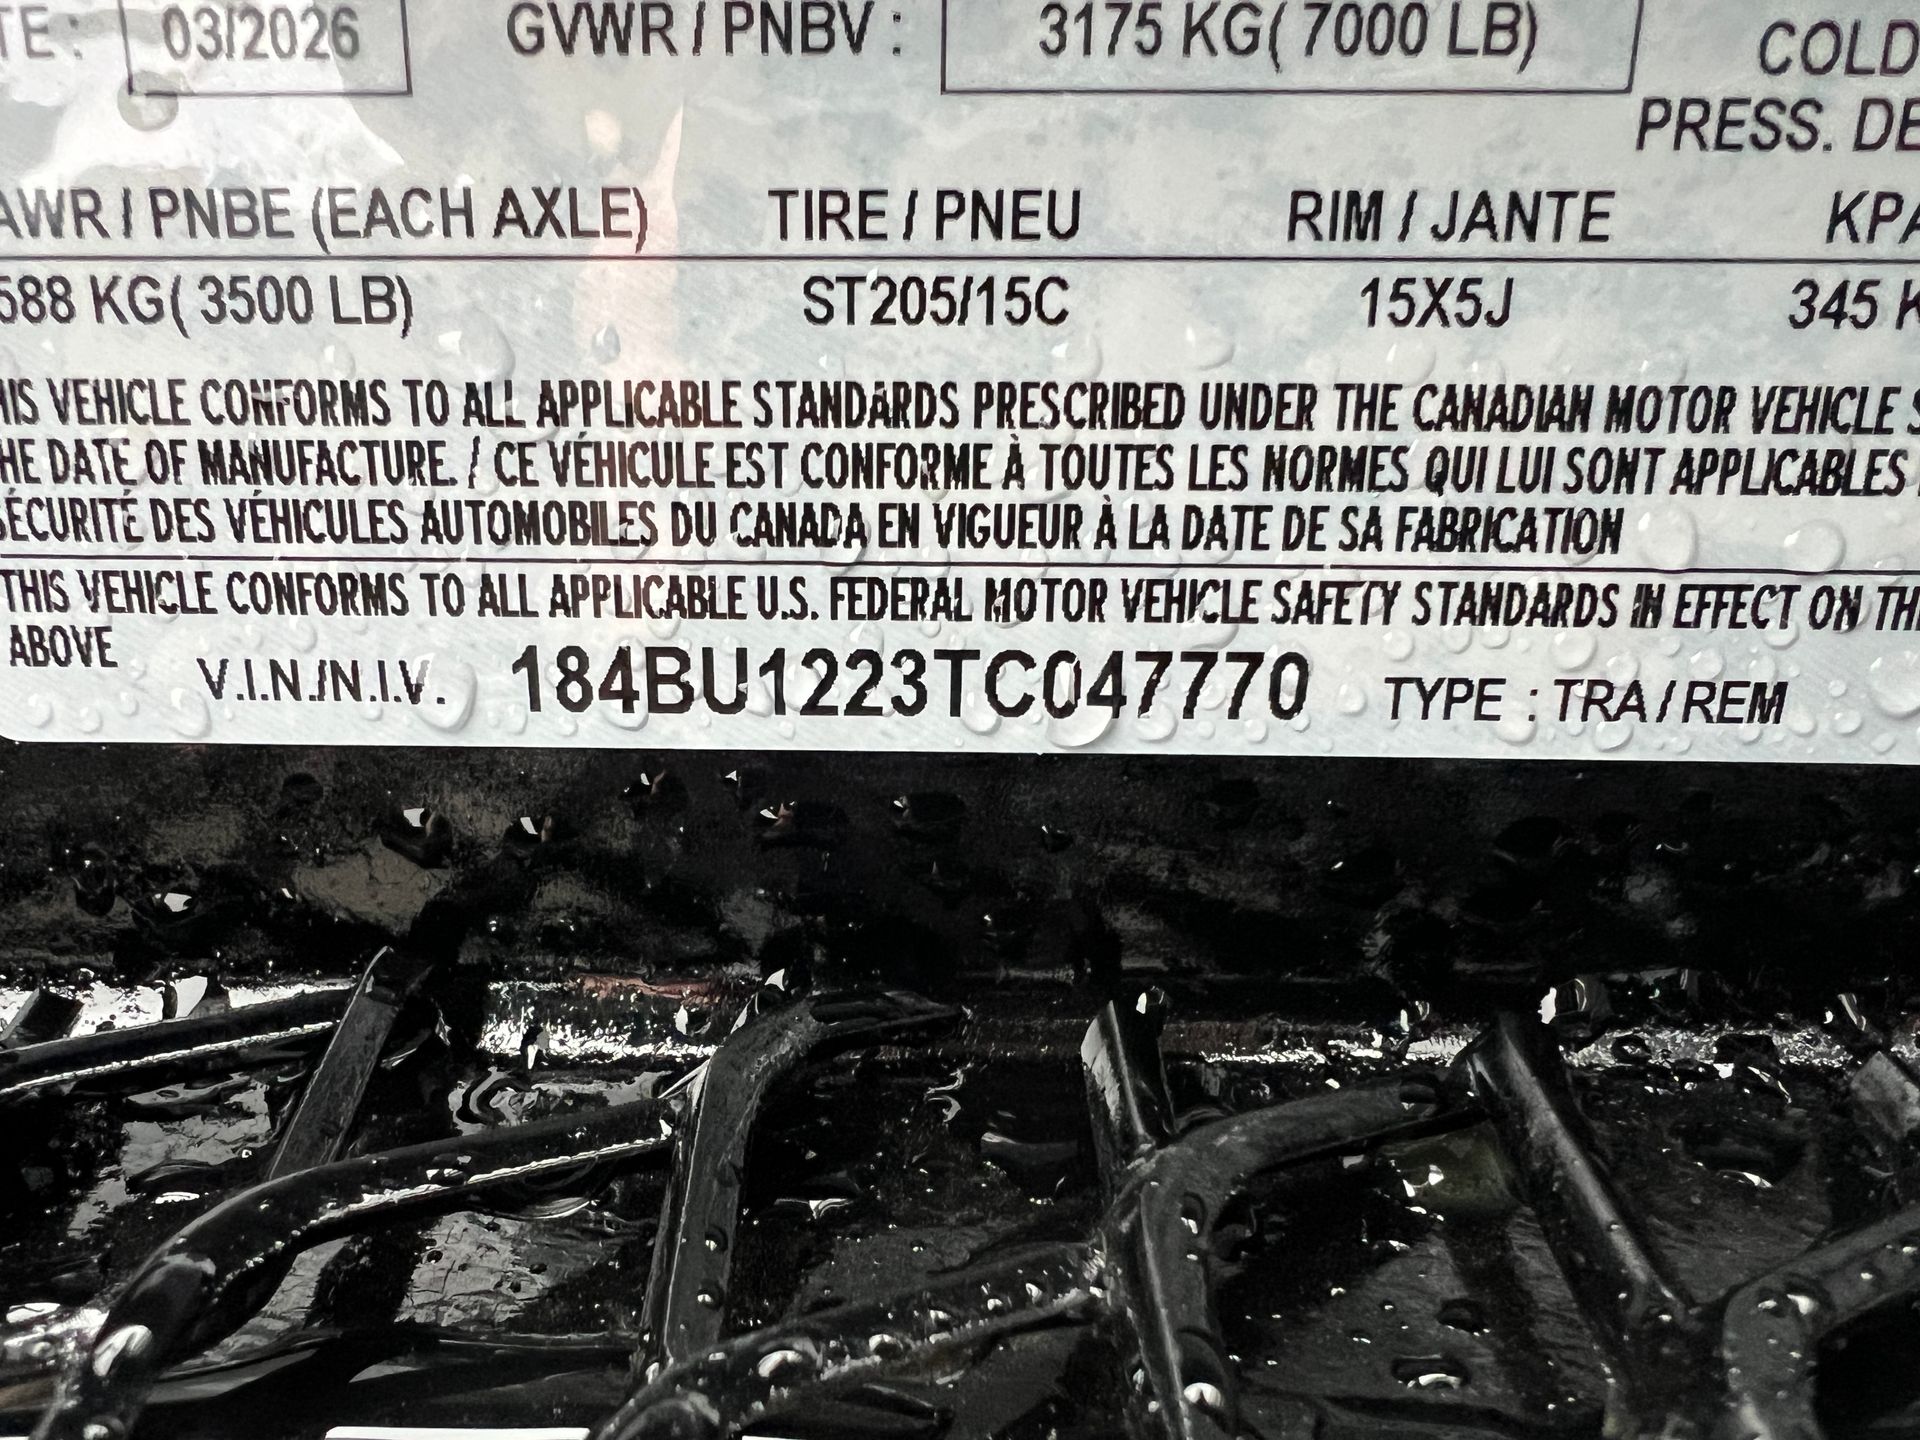 TE : 03/2026 GVWR / PNBV : 3175 KG( 7000 LB) COLD
PRESS. DE
AWR / PNBE (EACH AXLE) TIRE / PNEU RIM / JANTE KPA
588 KG( 3500 LB) ST205/15C 15X5J 345 K
HIS VEHICLE CONFORMS TO ALL APPLICABLE STANDARDS PRESCRIBED UNDER THE CANADIAN MOTOR VEHICLE S
HE DATE OF MANUFACTURE. / CE VÉHICULE EST CONFORME À TOUTES LES NORMES QUI LUI SONT APPLICABLES
SÉCURITÉ DES VÉHICULES AUTOMOBILES DU CANADA EN VIGUEUR À LA DATE DE SA FABRICATION
THIS VEHICLE CONFORMS TO ALL APPLICABLE U.S. FEDERAL MOTOR VEHICLE SAFETY STANDARDS IN EFFECT ON TH
ABOVE
V.I.N./N.I.V. 184BU1223TC047770 TYPE : TRA / REM